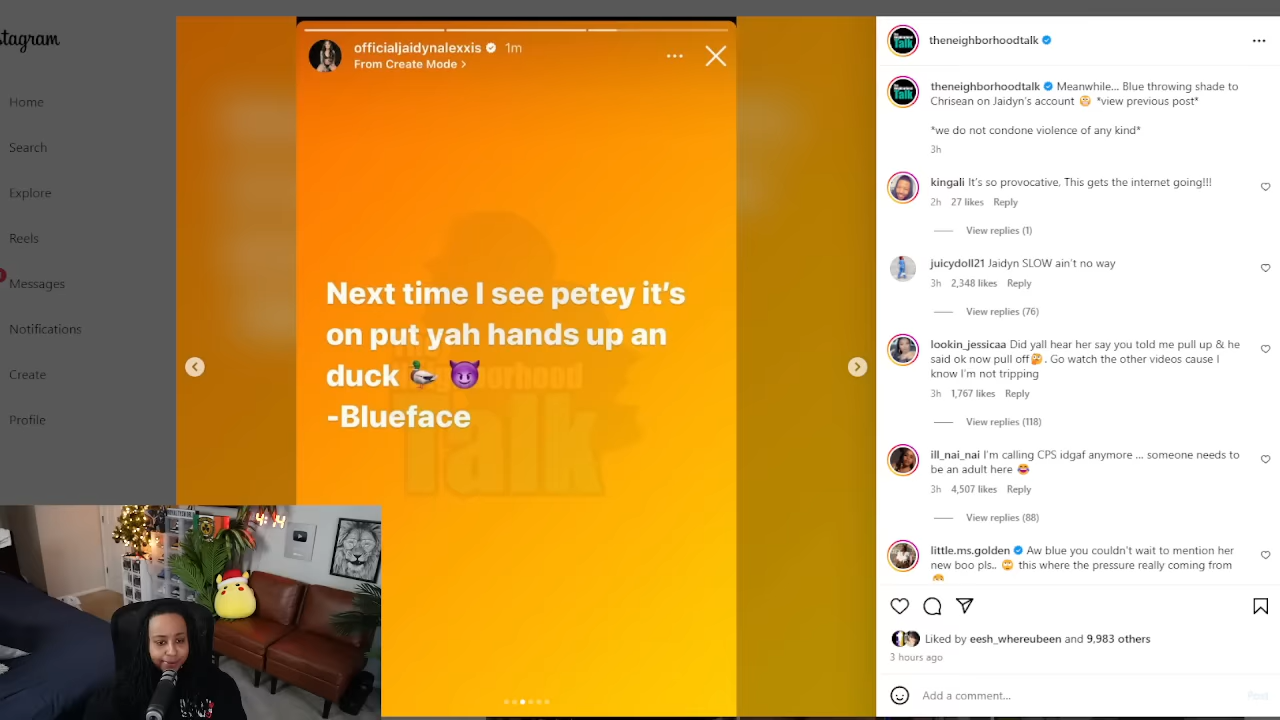 stagram
Home
Search
Explore
Reels
Messages
Notifications
Create
Profile
officialjaidynalexxis 1m
From Create Mode >
Next time I see petey it's
on put yah hands up an
duck 🦆 😈
-Blueface
Talk
4:14
theneighborhoodtalk
theneighborhoodtalk Meanwhile... Blue throwing shade to
Chrisean on Jaidyn's account 😳 *view previous post*
*we do not condone violence of any kind*
3h
kingali It's so provocative, This gets the internet going!!!
2h 27 likes Reply
View replies (1)
juicydoll21 Jaidyn SLOW ain't no way
3h 2,348 likes Reply
View replies (76)
lookin_jessicaa Did yall hear her say you told me pull up & he
said ok now pull off🙄. Go watch the other videos cause I
know I'm not tripping
3h 1,767 likes Reply
View replies (118)
ill_nai_nai I'm calling CPS idgaf anymore ... someone needs to
be an adult here 😂
3h 4,507 likes Reply
View replies (88)
little.ms.golden Aw blue you couldn't wait to mention her
new boo pls.. 🙄 this where the pressure really coming from
Liked by eesh_whereubeen and 9,983 others
3 hours ago
Add a comment...
Post